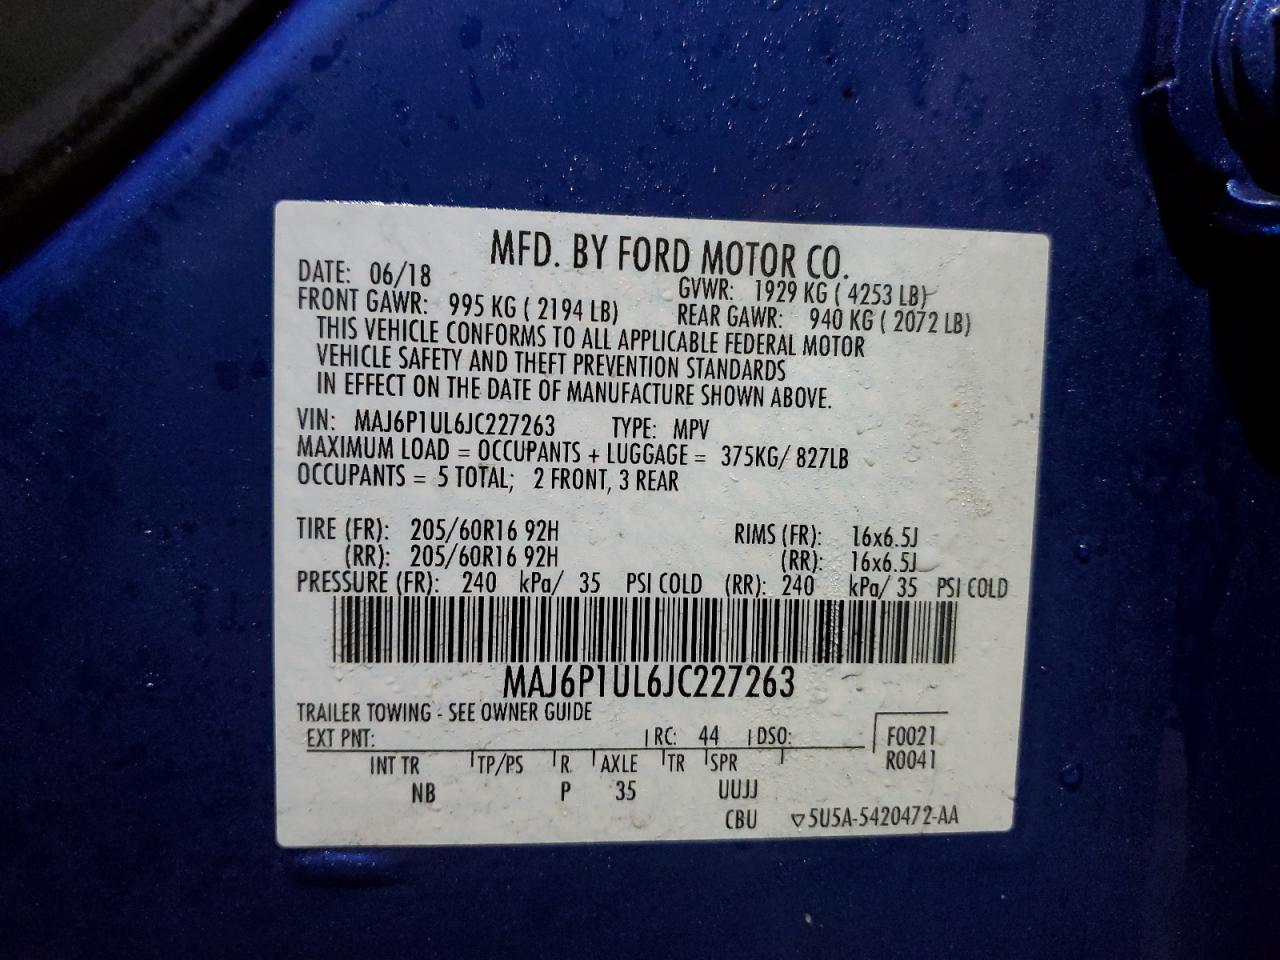 MFD. BY FORD MOTOR CO.
DATE: 06/18 GVWR: 1929 KG ( 4253 LB)
FRONT GAWR: 995 KG ( 2194 LB) REAR GAWR: 940 KG ( 2072 LB)
THIS VEHICLE CONFORMS TO ALL APPLICABLE FEDERAL MOTOR
VEHICLE SAFETY AND THEFT PREVENTION STANDARDS
IN EFFECT ON THE DATE OF MANUFACTURE SHOWN ABOVE.
VIN: MAJ6P1UL6JC227263 TYPE: MPV
MAXIMUM LOAD = OCCUPANTS + LUGGAGE = 375KG/ 827LB
OCCUPANTS = 5 TOTAL; 2 FRONT, 3 REAR
TIRE (FR): 205/60R16 92H RIMS (FR): 16x6.5J
(RR): 205/60R16 92H (RR): 16x6.5J
PRESSURE (FR): 240 kPa/ 35 PSI COLD (RR): 240 kPa/ 35 PSI COLD
MAJ6P1UL6JC227263
TRAILER TOWING - SEE OWNER GUIDE
EXT PNT: RC: 44 DSO: F0021
INT TR TP/PS R AXLE TR SPR R0041
NB P 35 UUJJ
CBU ▽5U5A-5420472-AA